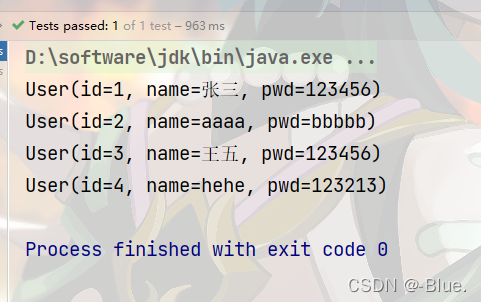 Tests passed: 1 of 1 test – 963 ms
D:\software\jdk\bin\java.exe ...
User(id=1, name=张三, pwd=123456)
User(id=2, name=aaaa, pwd=bbbbb)
User(id=3, name=王五, pwd=123456)
User(id=4, name=hehe, pwd=123213)
Process finished with exit code 0
CSDN @-Blue.